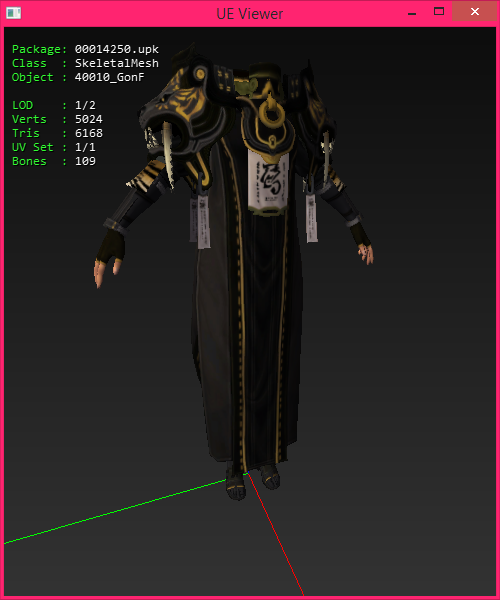 UE Viewer
Package: 00014250.upk
Class  : SkeletalMesh
Object : 40010_GonF
LOD    : 1/2
Verts  : 5024
Tris   : 6168
UV Set : 1/1
Bones  : 109